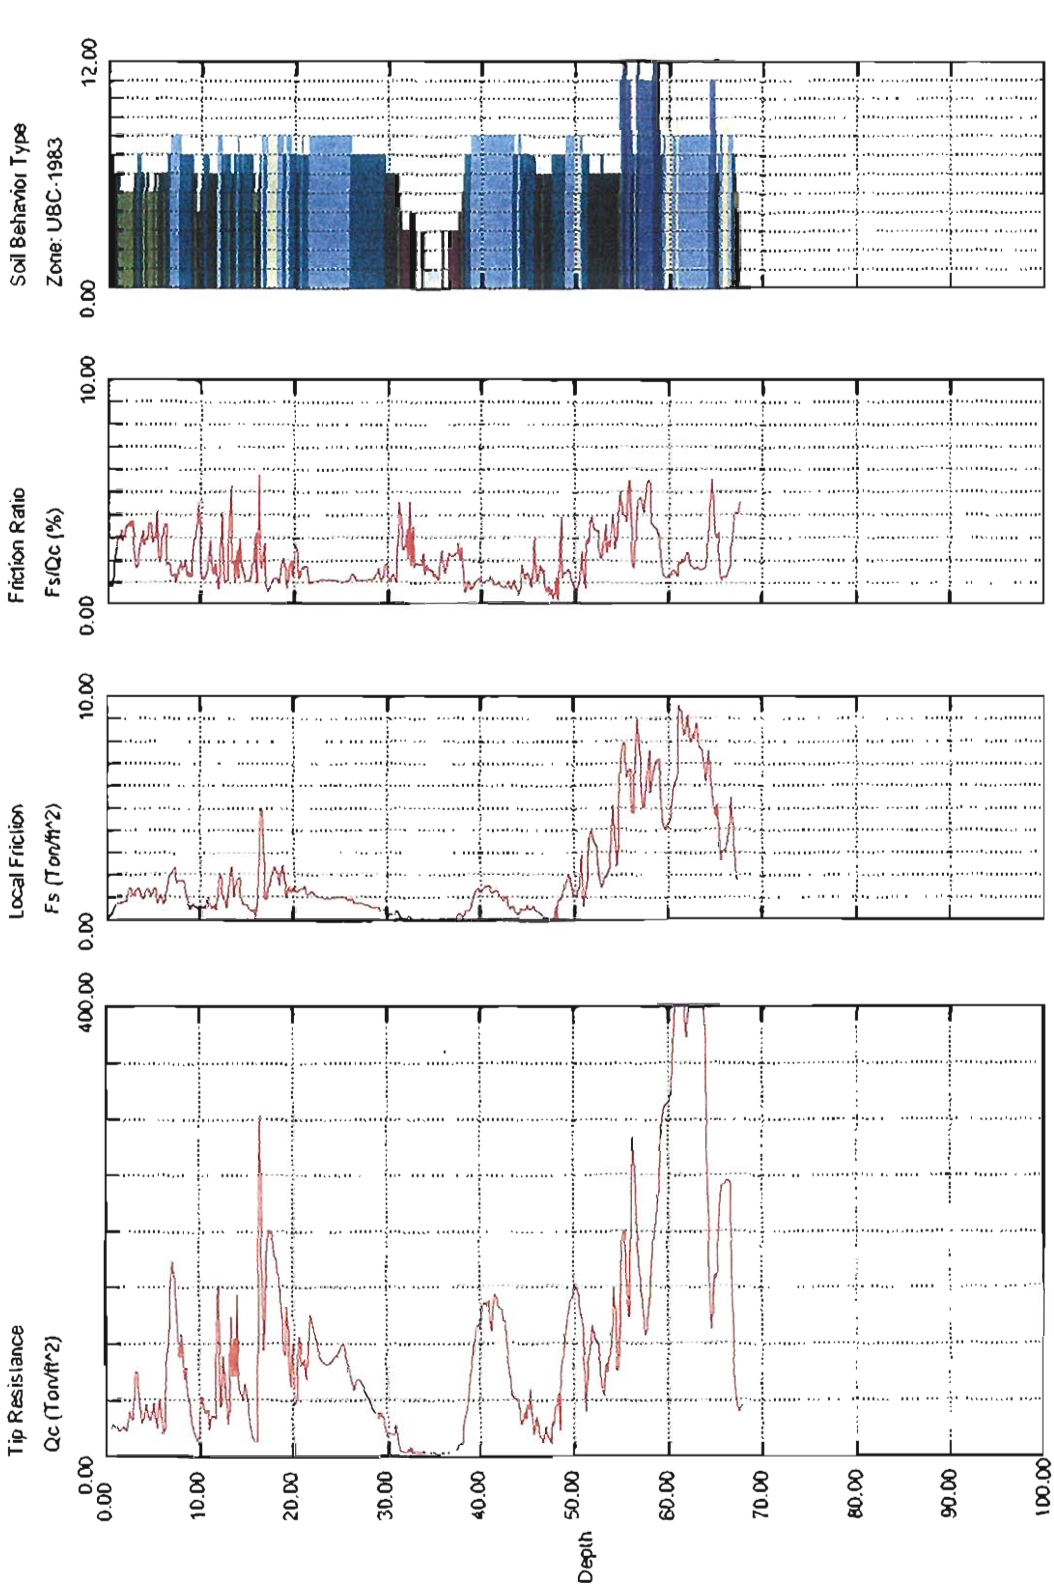 Soil Behavior Type
Zone: UBC-1983
0.00
12.00
Friction Ratio
Fs/Qc (%)
0.00
10.00
Local Friction
Fs (Ton/ft^2)
0.00
10.00
Tip Resistance
Qc (Ton/ft^2)
0.00
400.00
0.00
10.00
20.00
30.00
40.00
50.00
60.00
70.00
80.00
90.00
100.00
Depth